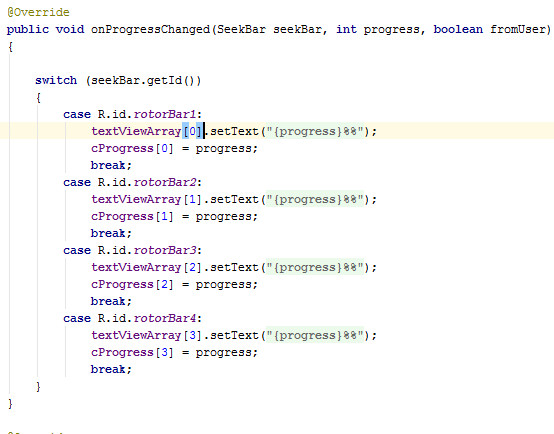 @Override
public void onProgressChanged(SeekBar seekBar, int progress, boolean fromUser)
{
switch (seekBar.getId())
{
case R.id.rotorBar1:
textViewArray[0].setText("{progress}%%");
cProgress[0] = progress;
break;
case R.id.rotorBar2:
textViewArray[1].setText("{progress}%%");
cProgress[1] = progress;
break;
case R.id.rotorBar3:
textViewArray[2].setText("{progress}%%");
cProgress[2] = progress;
break;
case R.id.rotorBar4:
textViewArray[3].setText("{progress}%%");
cProgress[3] = progress;
break;
}
}